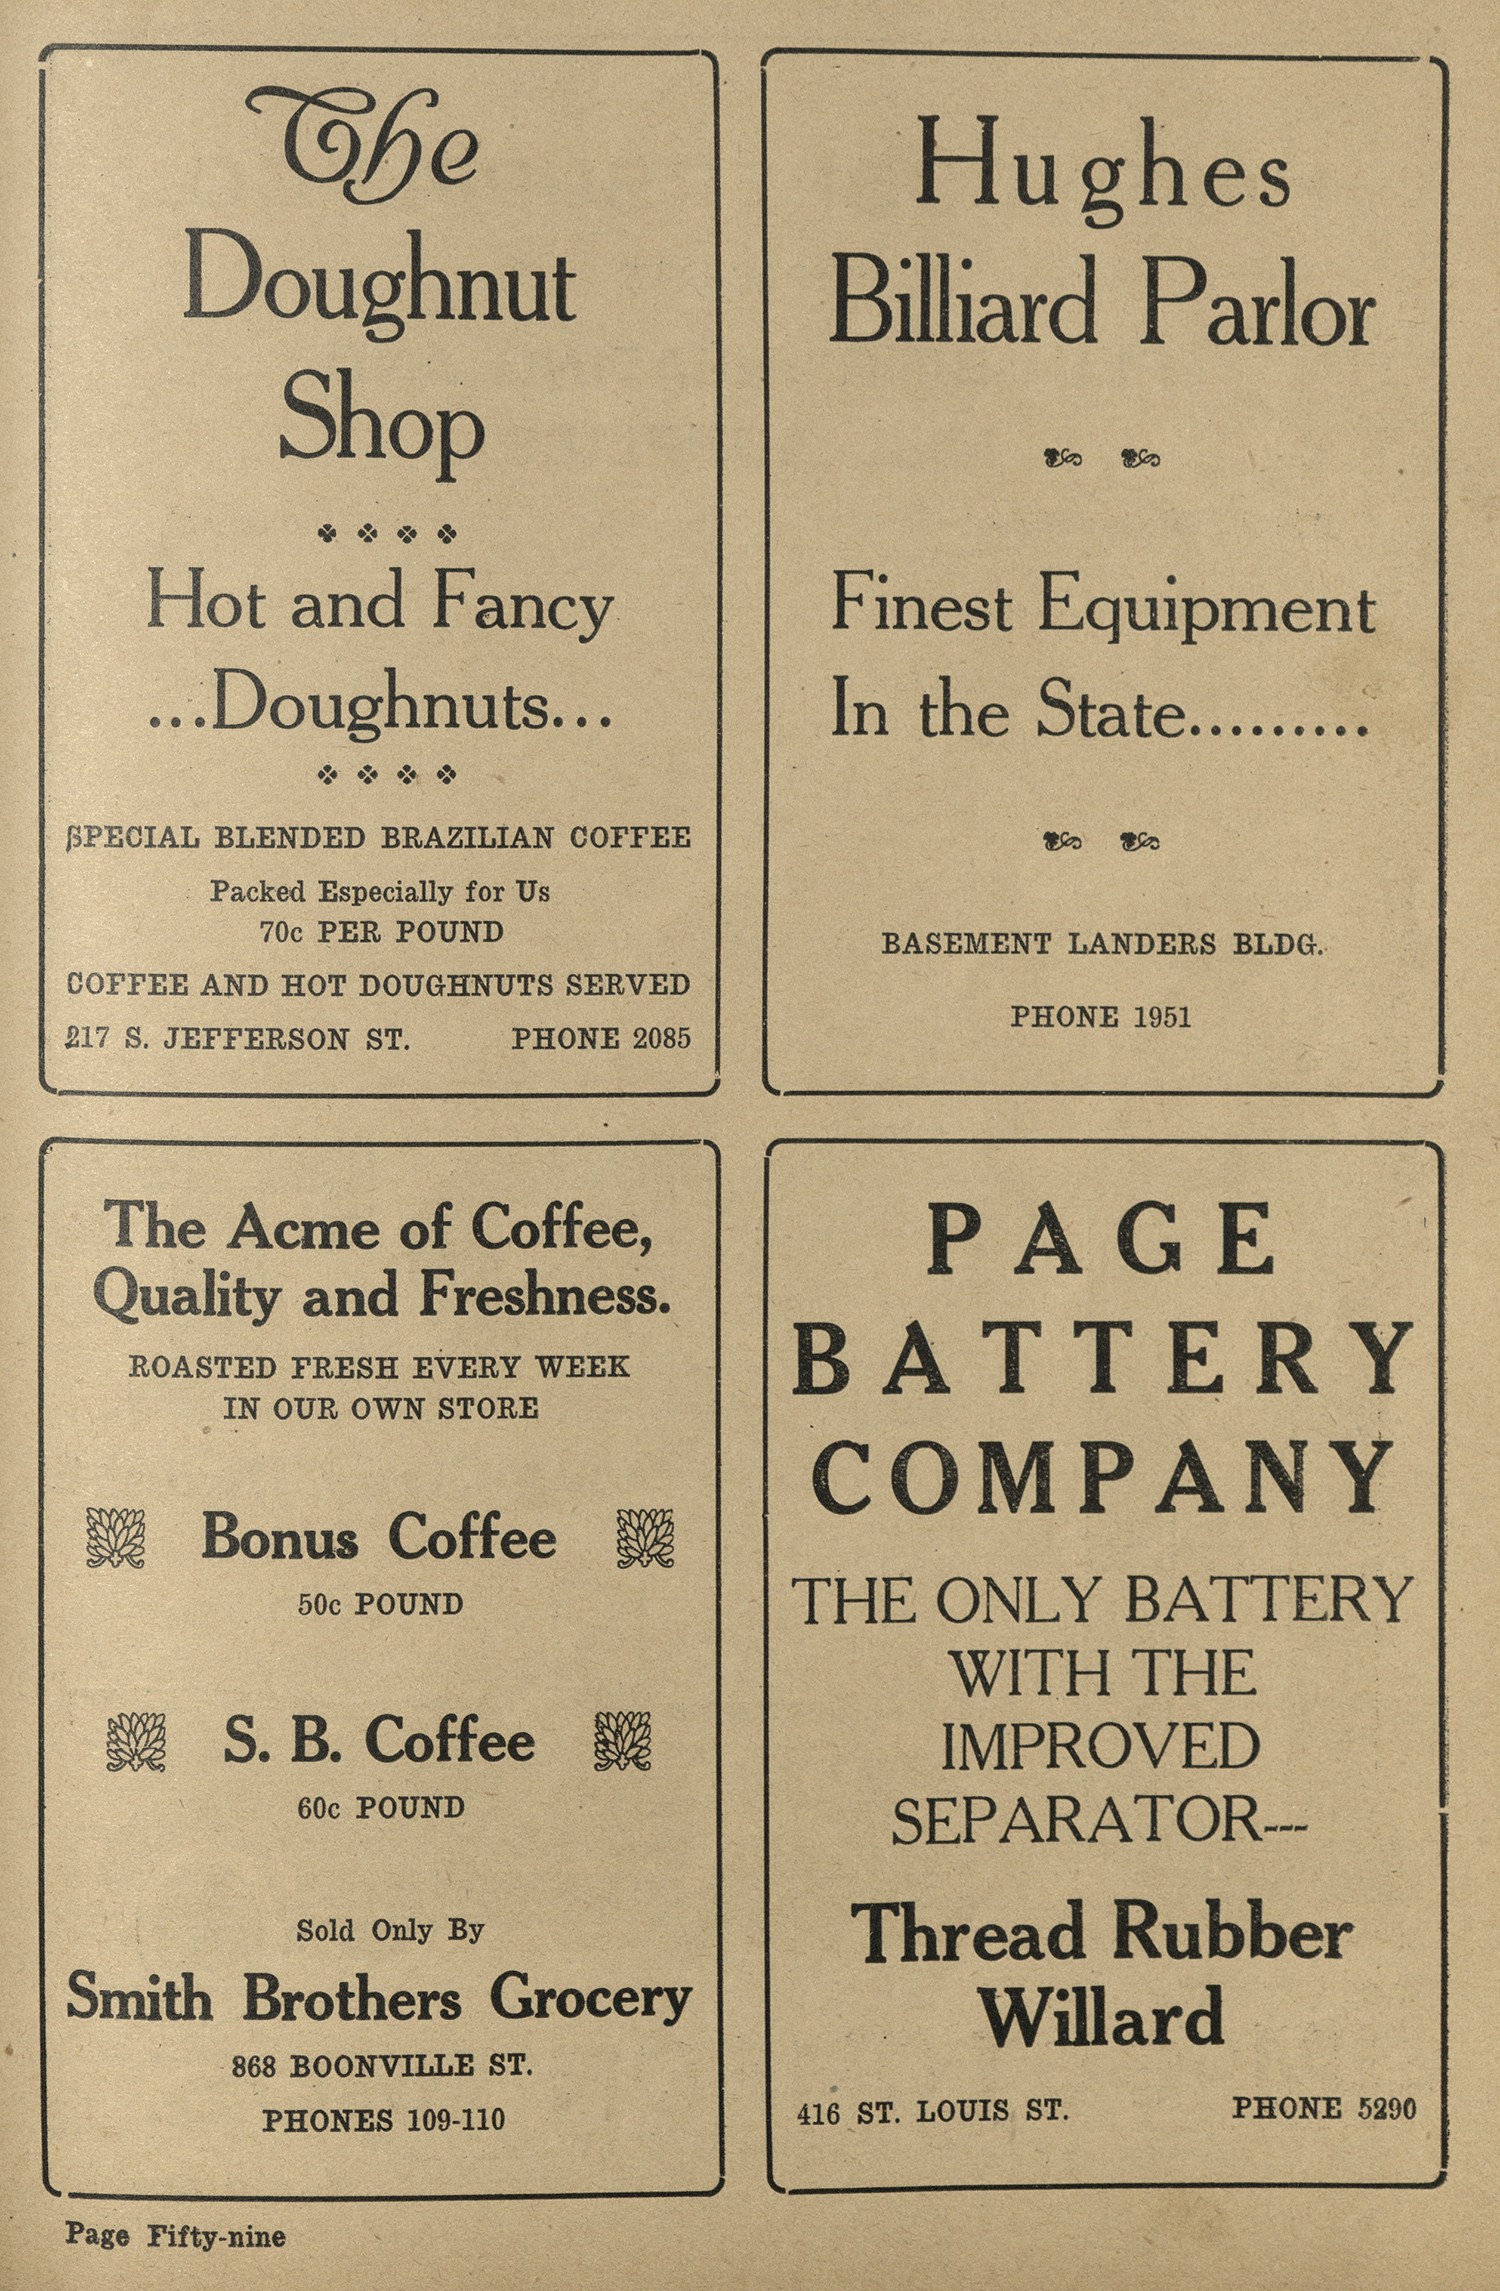 The
Doughnut
Shop
Hot and Fancy
...Doughnuts...
SPECIAL BLENDED BRAZILIAN COFFEE
Packed Especially for Us
70c PER POUND
COFFEE AND HOT DOUGHNUTS SERVED
217 S. JEFFERSON ST. PHONE 2085
Hughes
Billiard Parlor
Finest Equipment
In the State.........
BASEMENT LANDERS BLDG.
PHONE 1951
The Acme of Coffee,
Quality and Freshness.
ROASTED FRESH EVERY WEEK
IN OUR OWN STORE
Bonus Coffee
50c POUND
S. B. Coffee
60c POUND
Sold Only By
Smith Brothers Grocery
868 BOONVILLE ST.
PHONES 109-110
PAGE
BATTERY
COMPANY
THE ONLY BATTERY
WITH THE
IMPROVED
SEPARATOR---
Thread Rubber
Willard
416 ST. LOUIS ST. PHONE 5290
Page Fifty-nine